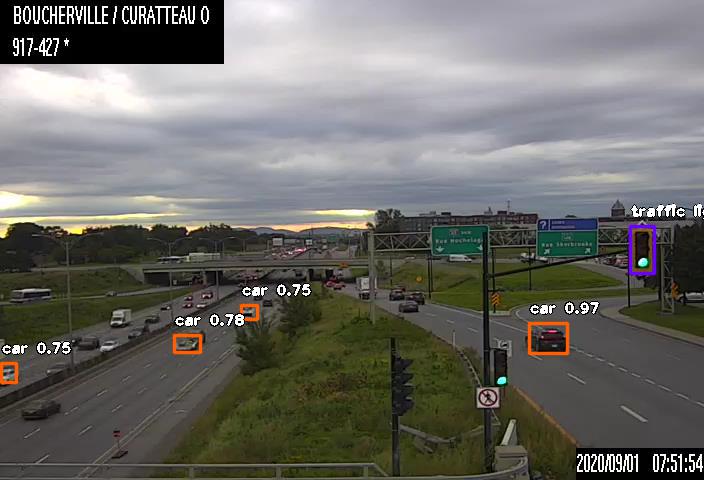 BOUCHERVILLE / CURATTEAU O
917-427 *
traffic
Rue Hochelaga
Rue Sherbrooke
car 0.75
car 0.97
car 0.78
car 0.75
2020/09/01 07:51:54